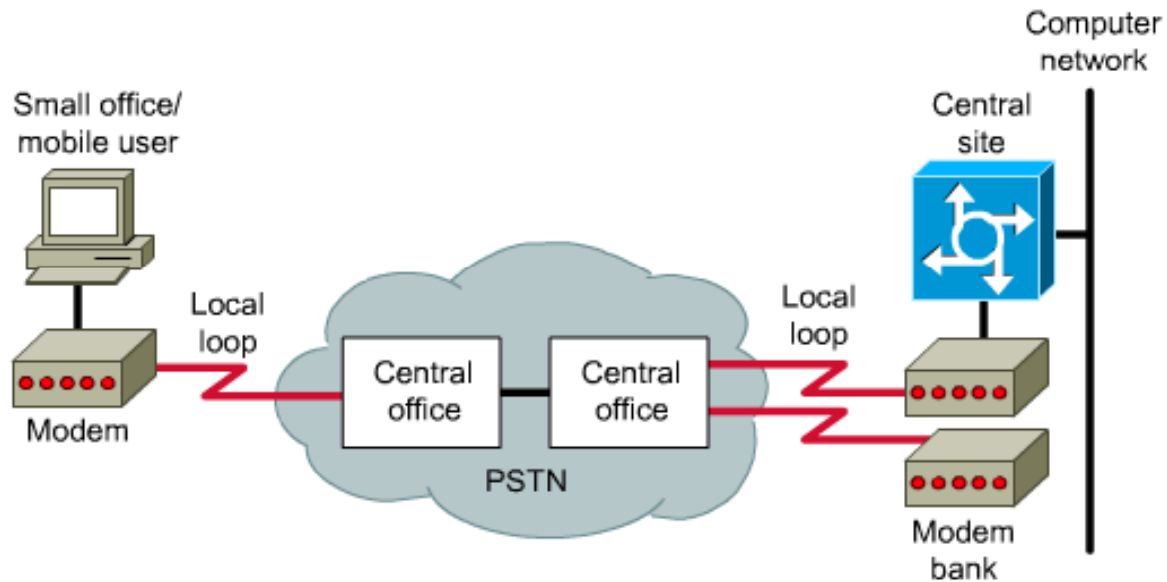 Computer
network
Small office/
mobile user
Central
site
Local
loop
Local
loop
Central
office
Central
office
Modem
PSTN
Modem
bank